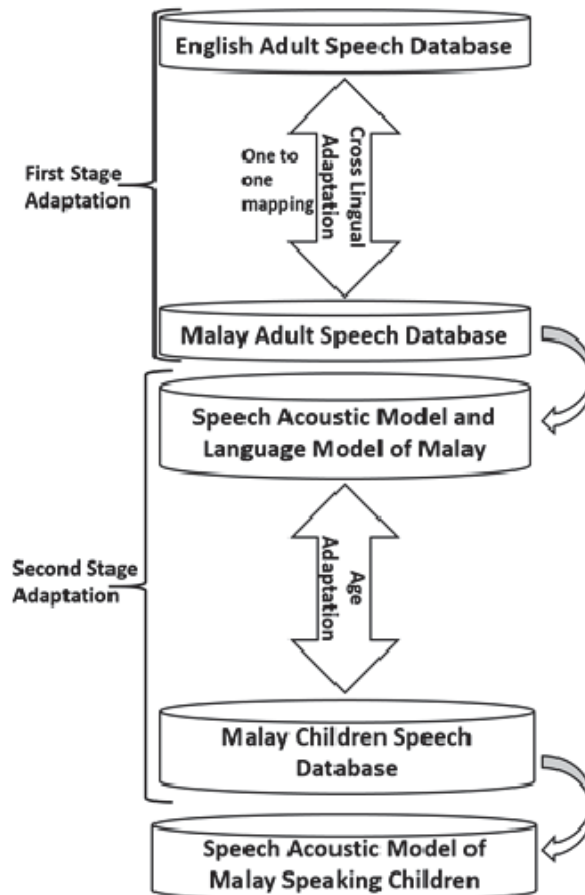 English Adult Speech Database
First Stage
Adaptation
One to
one
mapping
Cross Lingual
Adaptation
Malay Adult Speech Database
Speech Acoustic Model and
Language Model of Malay
Second Stage
Adaptation
Age
Adaptation
Malay Children Speech
Database
Speech Acoustic Model of
Malay Speaking Children